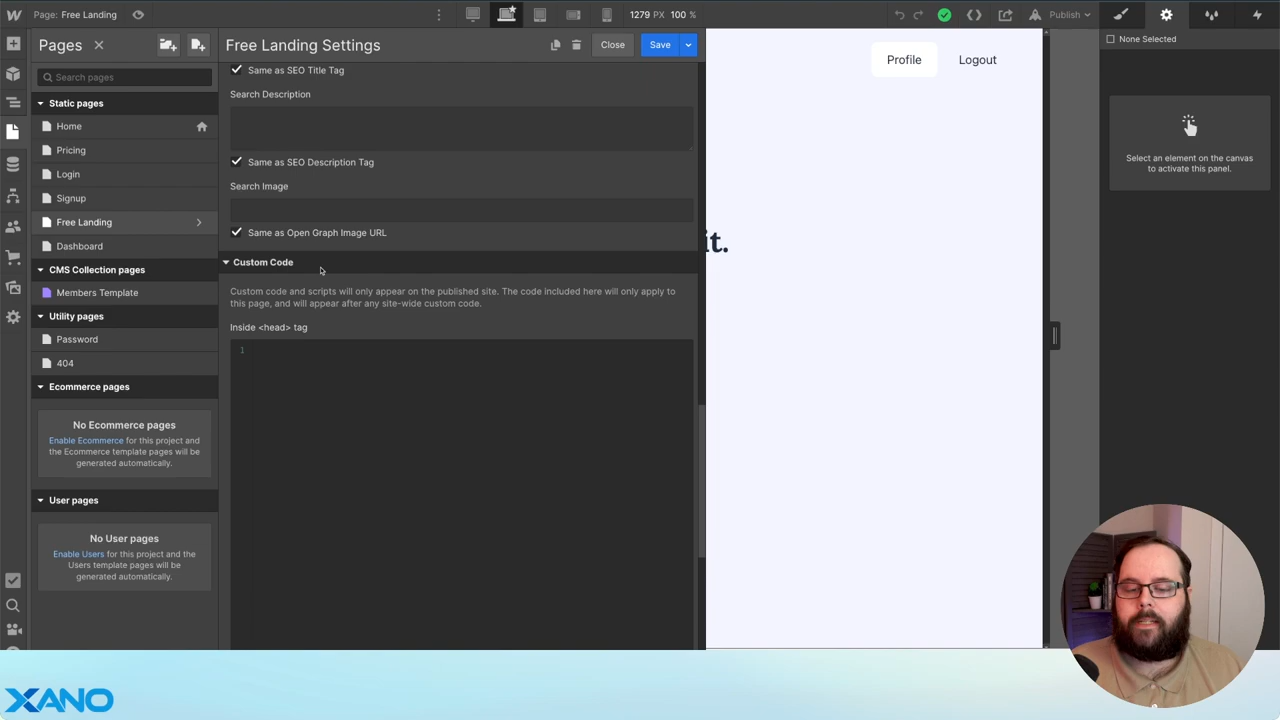 Page: Free Landing
1279 PX 100 %
Publish
Pages
Search pages
Static pages
Home
Pricing
Login
Signup
Free Landing
Dashboard
CMS Collection pages
Members Template
Utility pages
Password
404
Ecommerce pages
No Ecommerce pages
Enable Ecommerce for this project and
the Ecommerce template pages will be
generated automatically.
User pages
No User pages
Enable Users for this project and the
Users template pages will be
generated automatically.
Free Landing Settings
Close
Save
Same as SEO Title Tag
Search Description
Same as SEO Description Tag
Search Image
Same as Open Graph Image URL
Custom Code
Custom code and scripts will only appear on the published site. The code included here will only apply to
this page, and will appear after any site-wide custom code.
Inside <head> tag
1
Profile
Logout
it.
None Selected
Select an element on the canvas
to activate this panel.
XANO